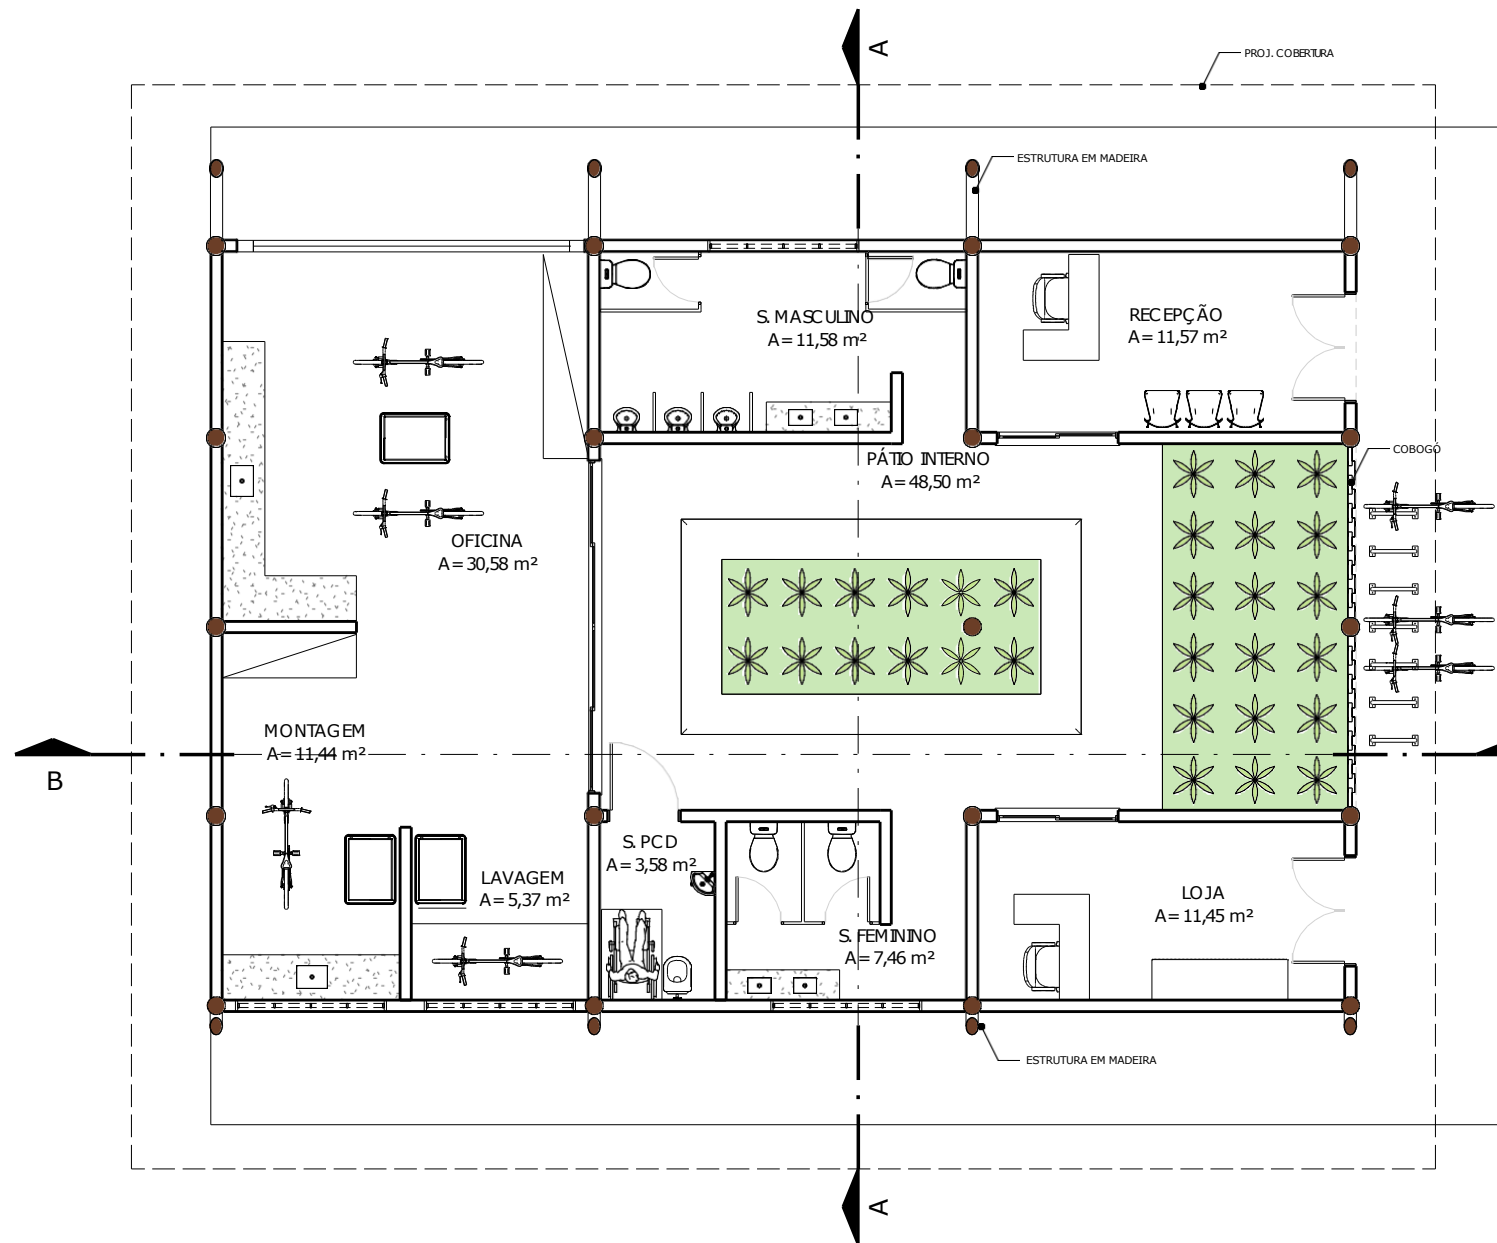 A
PROJ. COBERTURA
ESTRUTURA EM MADEIRA
S. MASCULINO
A= 11,58 m²
RECEPÇÃO
A= 11,57 m²
COBOGÓ
PÁTIO INTERNO
A= 48,50 m²
OFICINA
A= 30,58 m²
MONTAGEM
A= 11,44 m²
B
S. PCD
A= 3,58 m²
LAVAGEM
A= 5,37 m²
LOJA
A= 11,45 m²
S. FEMININO
A= 7,46 m²
ESTRUTURA EM MADEIRA
A